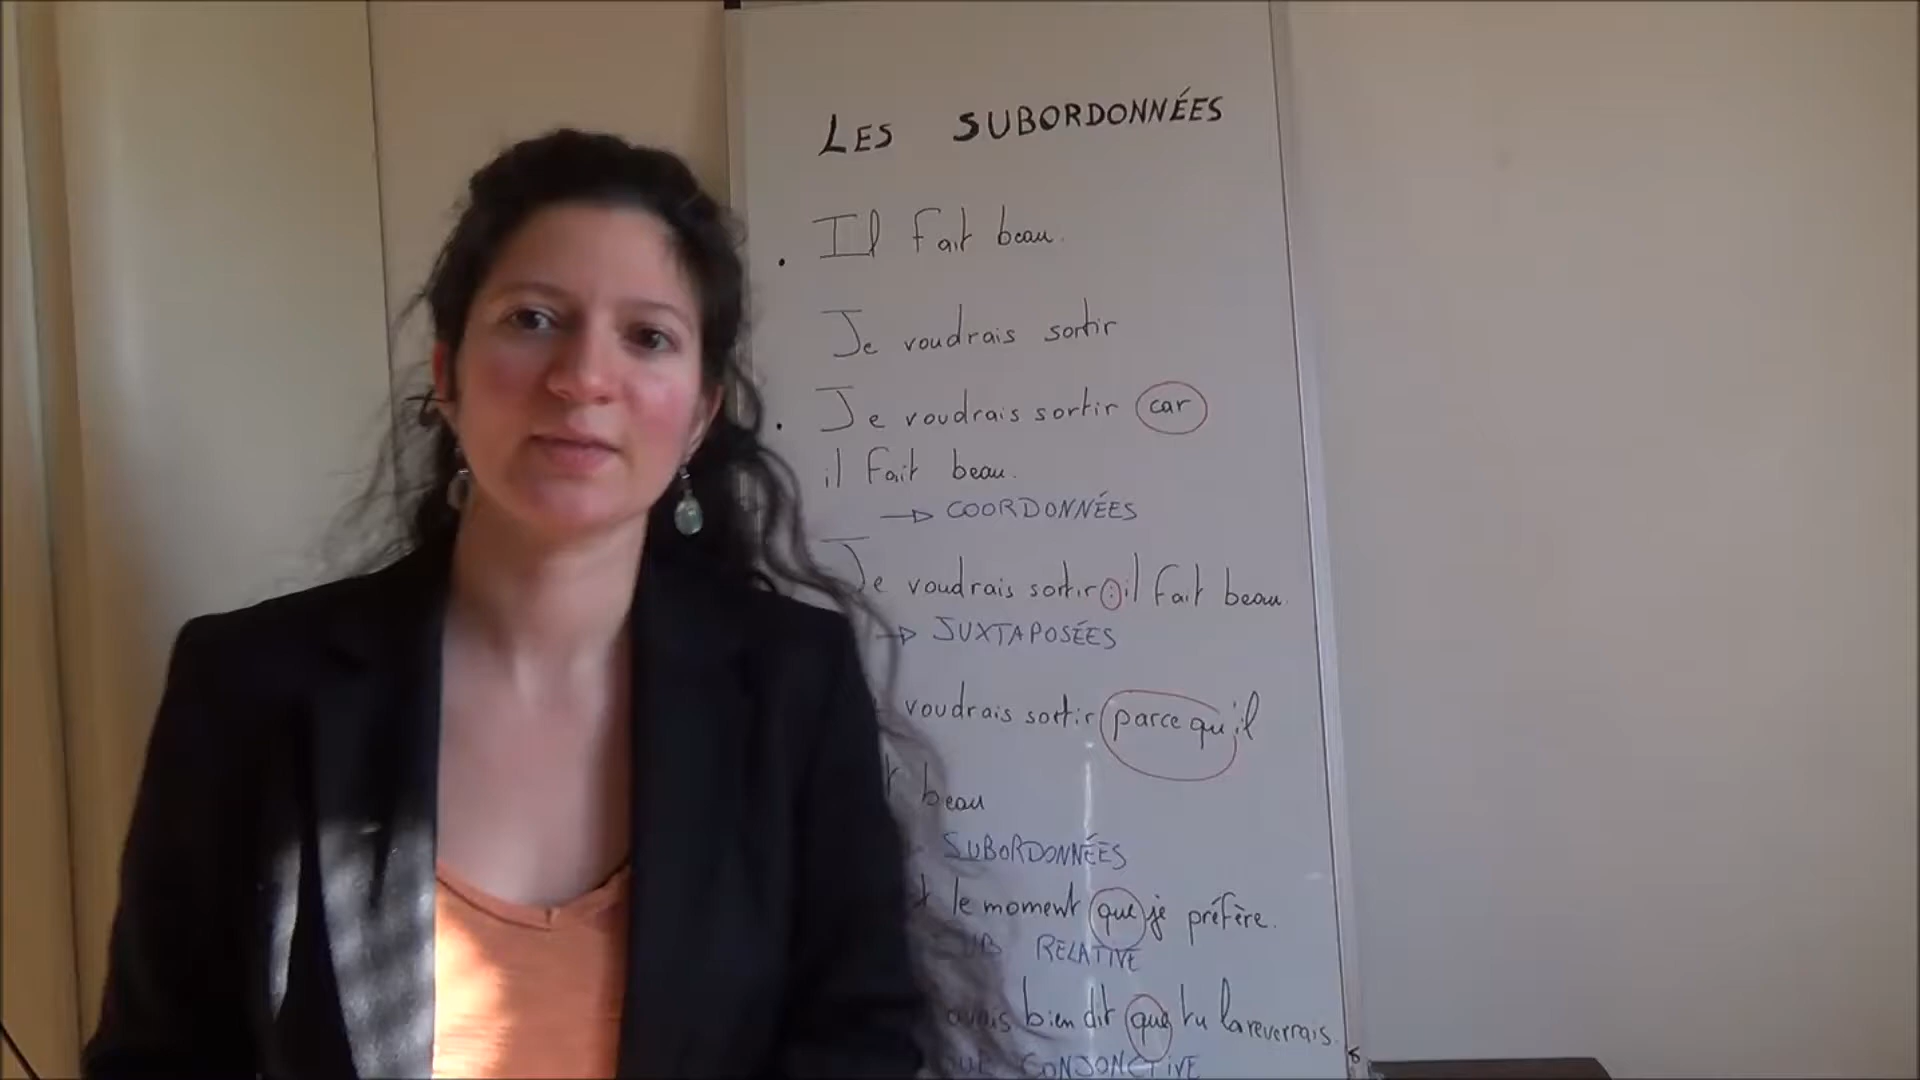 LES SUBORDONNÉES
. Il fait beau.
Je voudrais sortir
. Je voudrais sortir car
il fait beau.
→ COORDONNÉES
Je voudrais sortir : il fait beau.
→ JUXTAPOSÉES
voudrais sortir parce qu'il
beau
SUBORDONNÉES
le moment que je préfère.
SUB RELATIVE
avais bien dit que tu la reverrais.
CONJONCTIVE